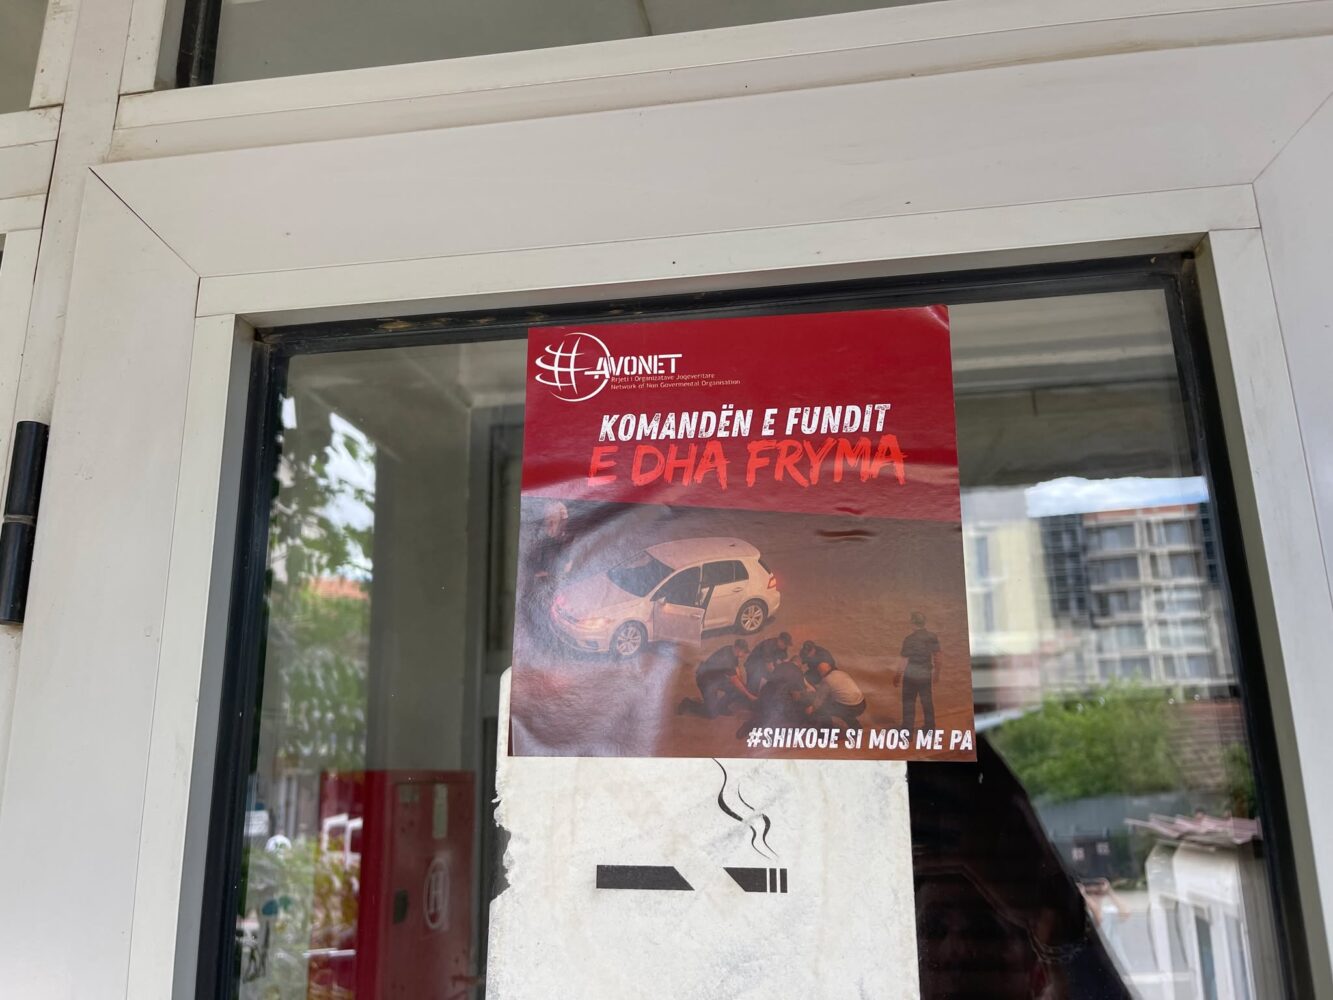 AVONET
Rrjeti i Organizatave Joqeveritare
Network of Non Govermental Organisation
KOMANDËN E FUNDIT
E DHA FRYMA
#SHIKOJE SI MOS ME PA